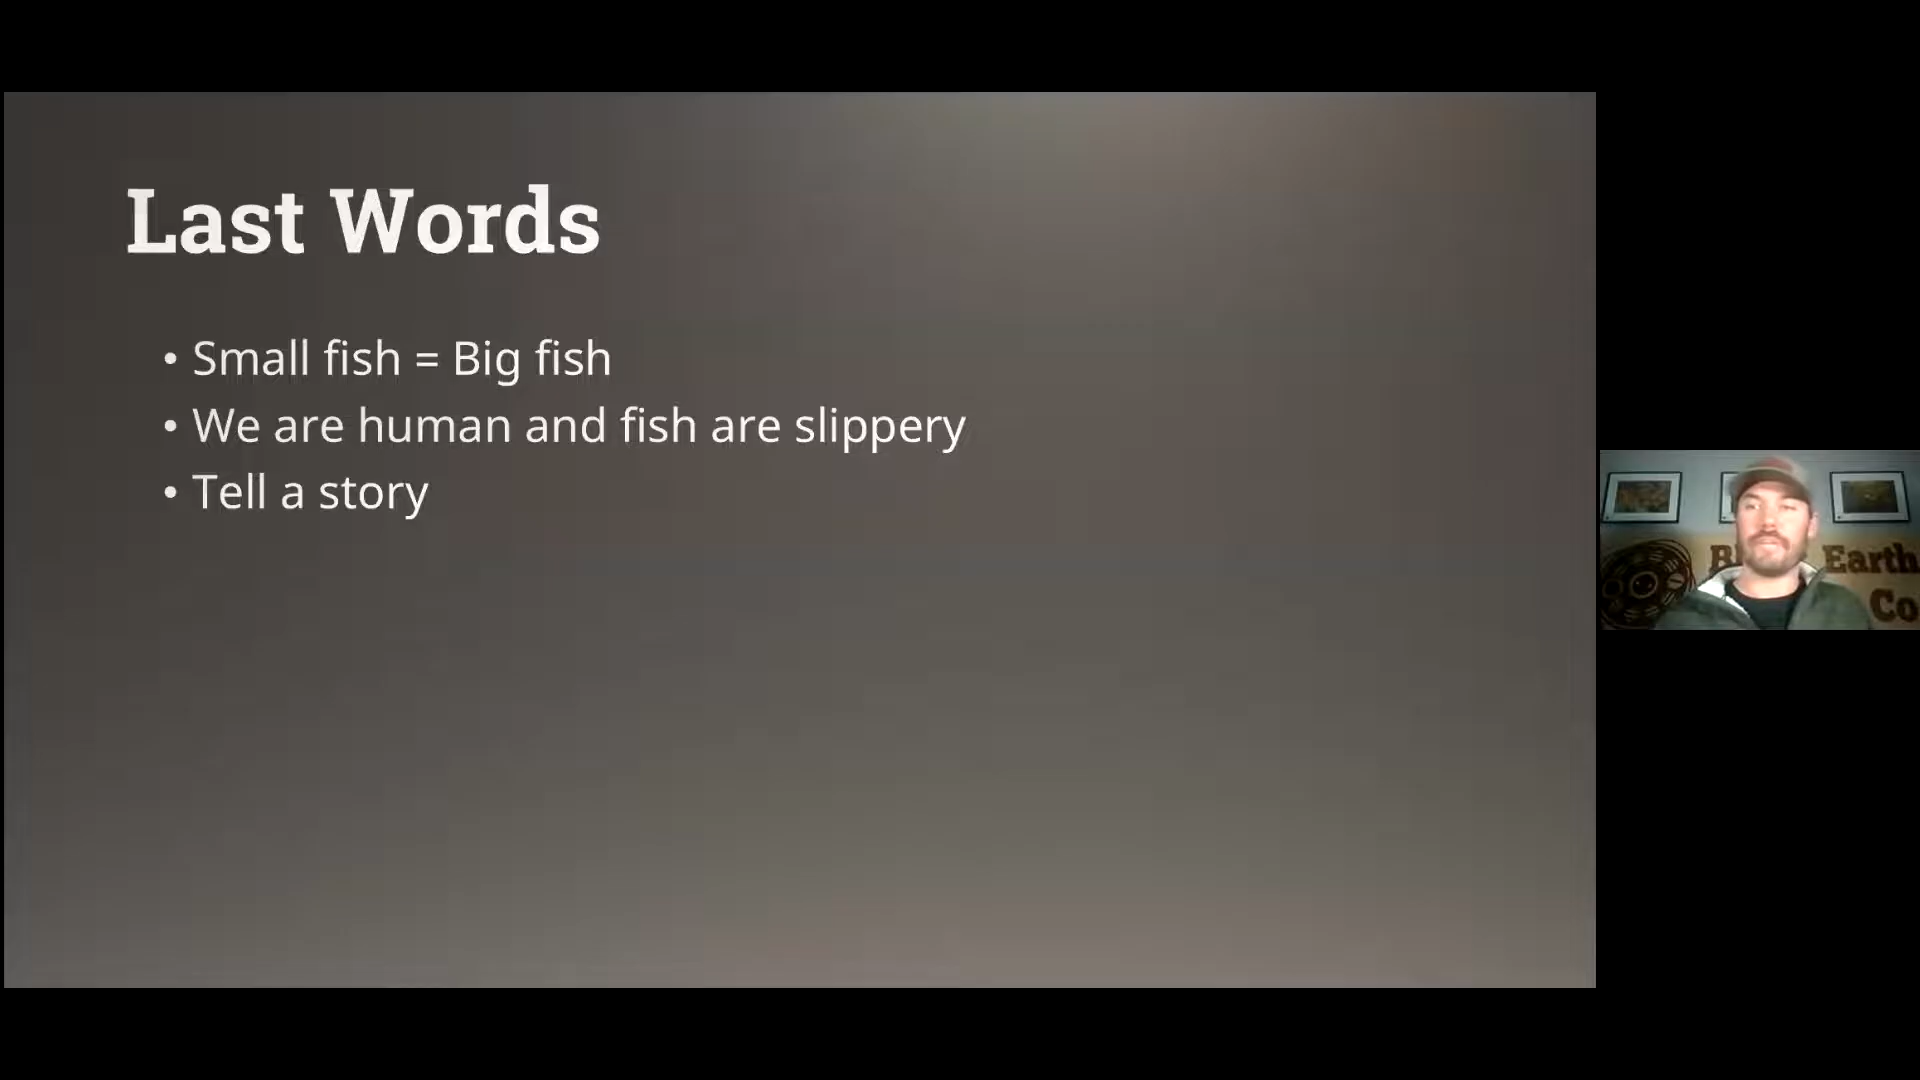 Last Words
• Small fish = Big fish
• We are human and fish are slippery
• Tell a story
Earth
Co